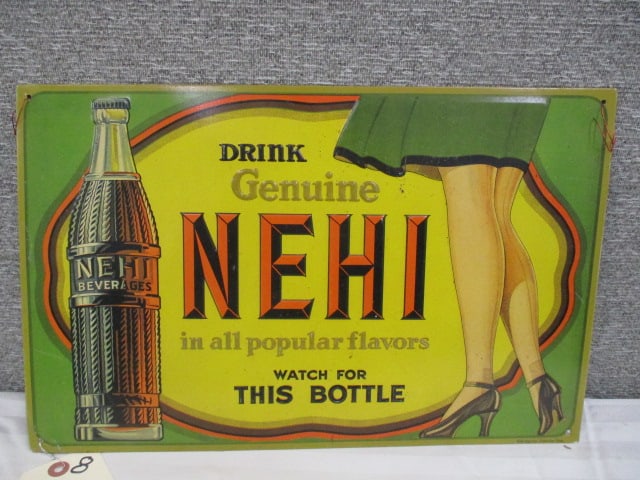 DRINK
Genuine
NEHI
in all popular flavors
WATCH FOR
THIS BOTTLE
NEHI
BEVERAGES
08